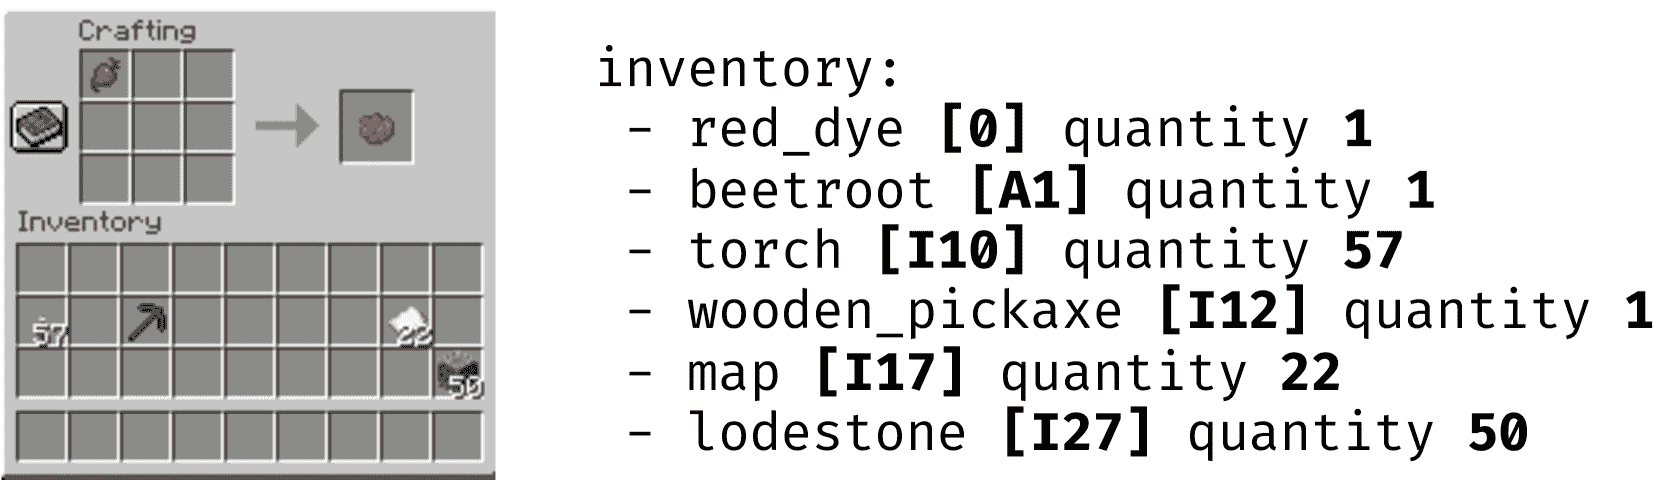 Crafting
Inventory
57
22
50
inventory:
- red_dye [0] quantity 1
- beetroot [A1] quantity 1
- torch [I10] quantity 57
- wooden_pickaxe [I12] quantity 1
- map [I17] quantity 22
- lodestone [I27] quantity 50